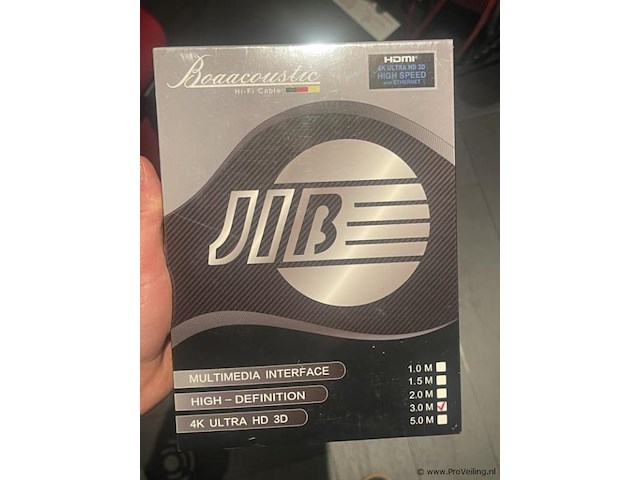 Boaacoustic
Hi-Fi Cable
HDMI
4K ULTRA HD 3D
HIGH SPEED
WITH ETHERNET
JIB
MULTIMEDIA INTERFACE
HIGH - DEFINITION
4K ULTRA HD 3D
1.0 M
1.5 M
2.0 M
3.0 M
5.0 M
© www.ProVeiling.nl